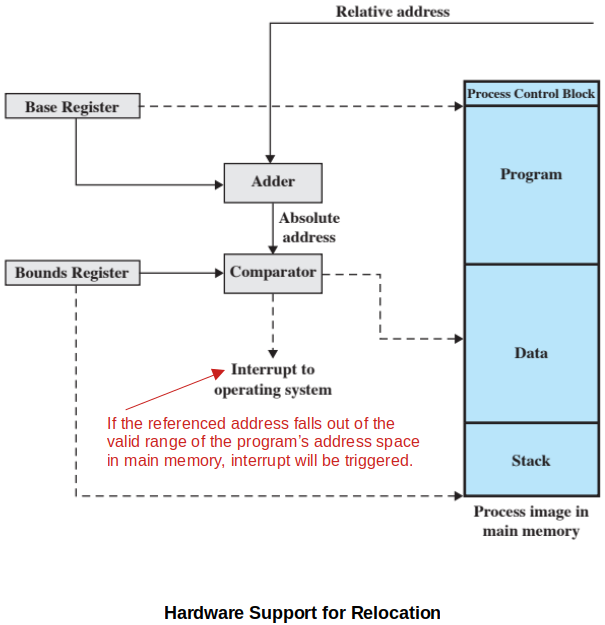 Relative address
Process Control Block
Base Register
Program
Adder
Absolute
address
Bounds Register
Comparator
Data
Interrupt to
operating system
If the referenced address falls out of the
valid range of the program’s address space
in main memory, interrupt will be triggered.
Stack
Process image in
main memory
Hardware Support for Relocation